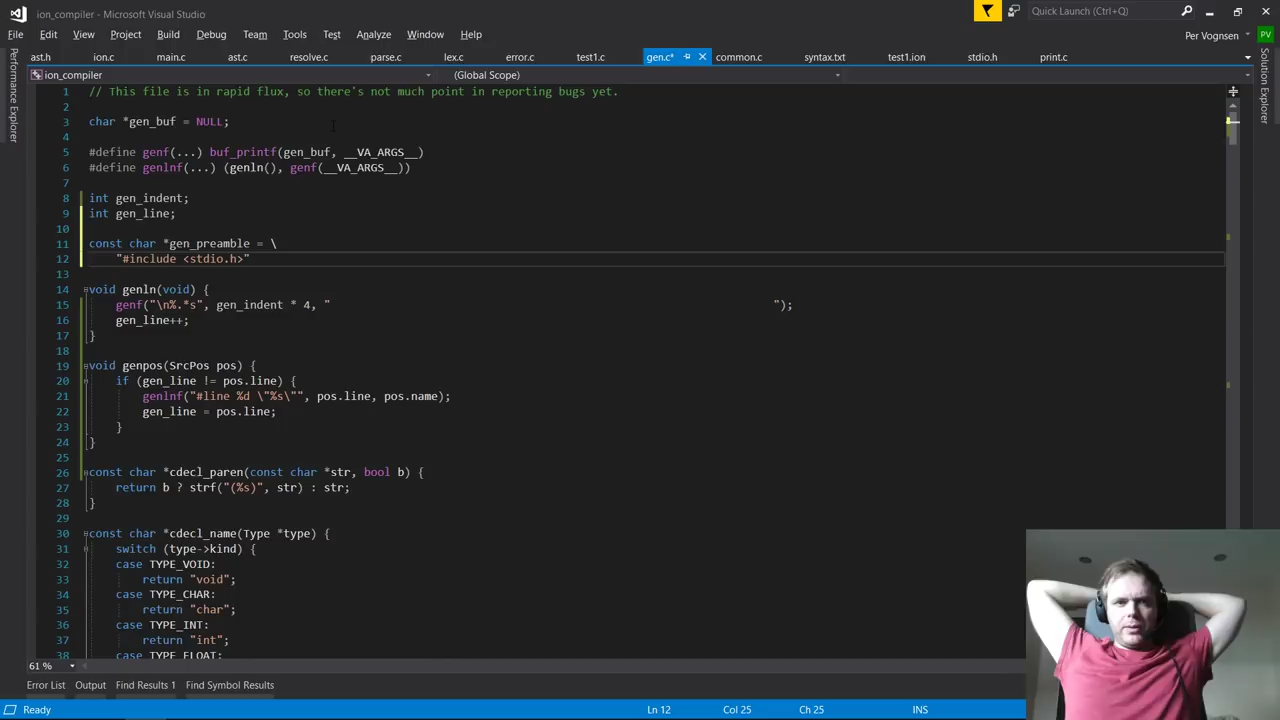 ion_compiler - Microsoft Visual Studio
Quick Launch (Ctrl+Q)
File Edit View Project Build Debug Team Tools Test Analyze Window Help
Per Vognsen PV
ast.h ion.c main.c ast.c resolve.c parse.c lex.c error.c test1.c gen.c* common.c syntax.txt test1.ion stdio.h print.c
Performance Explorer
Solution Explorer
ion_compiler (Global Scope)
1 // This file is in rapid flux, so there's not much point in reporting bugs yet.
2
3 char *gen_buf = NULL;
4
5 #define genf(...) buf_printf(gen_buf, __VA_ARGS__)
6 #define genlnf(...) (genln(), genf(__VA_ARGS__))
7
8 int gen_indent;
9 int gen_line;
10
11 const char *gen_preamble = \
12 "#include <stdio.h>"
13
14 void genln(void) {
15 genf("\n%.*s", gen_indent * 4, " ");
16 gen_line++;
17 }
18
19 void genpos(SrcPos pos) {
20 if (gen_line != pos.line) {
21 genlnf("#line %d \"%s\"", pos.line, pos.name);
22 gen_line = pos.line;
23 }
24 }
25
26 const char *cdecl_paren(const char *str, bool b) {
27 return b ? strf("(%s)", str) : str;
28 }
29
30 const char *cdecl_name(Type *type) {
31 switch (type->kind) {
32 case TYPE_VOID:
33 return "void";
34 case TYPE_CHAR:
35 return "char";
36 case TYPE_INT:
37 return "int";
38 case TYPE_FLOAT:
61 %
Error List Output Find Results 1 Find Symbol Results
Ready Ln 12 Col 25 Ch 25 INS